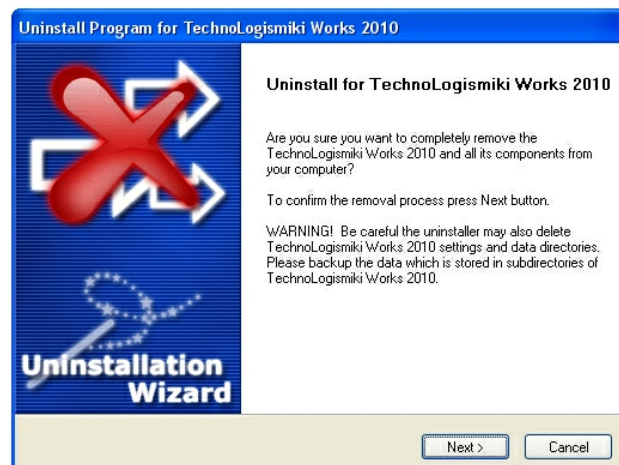 Uninstall Program for TechnoLogismiki Works 2010
Uninstall for TechnoLogismiki Works 2010
Are you sure you want to completely remove the
TechnoLogismiki Works 2010 and all its components from
your computer?
To confirm the removal process press Next button.
WARNING!  Be careful the uninstaller may also delete
TechnoLogismiki Works 2010 settings and data directories.
Please backup the data which is stored in subdirectories of
TechnoLogismiki Works 2010.
Uninstallation
Wizard
Next >
Cancel